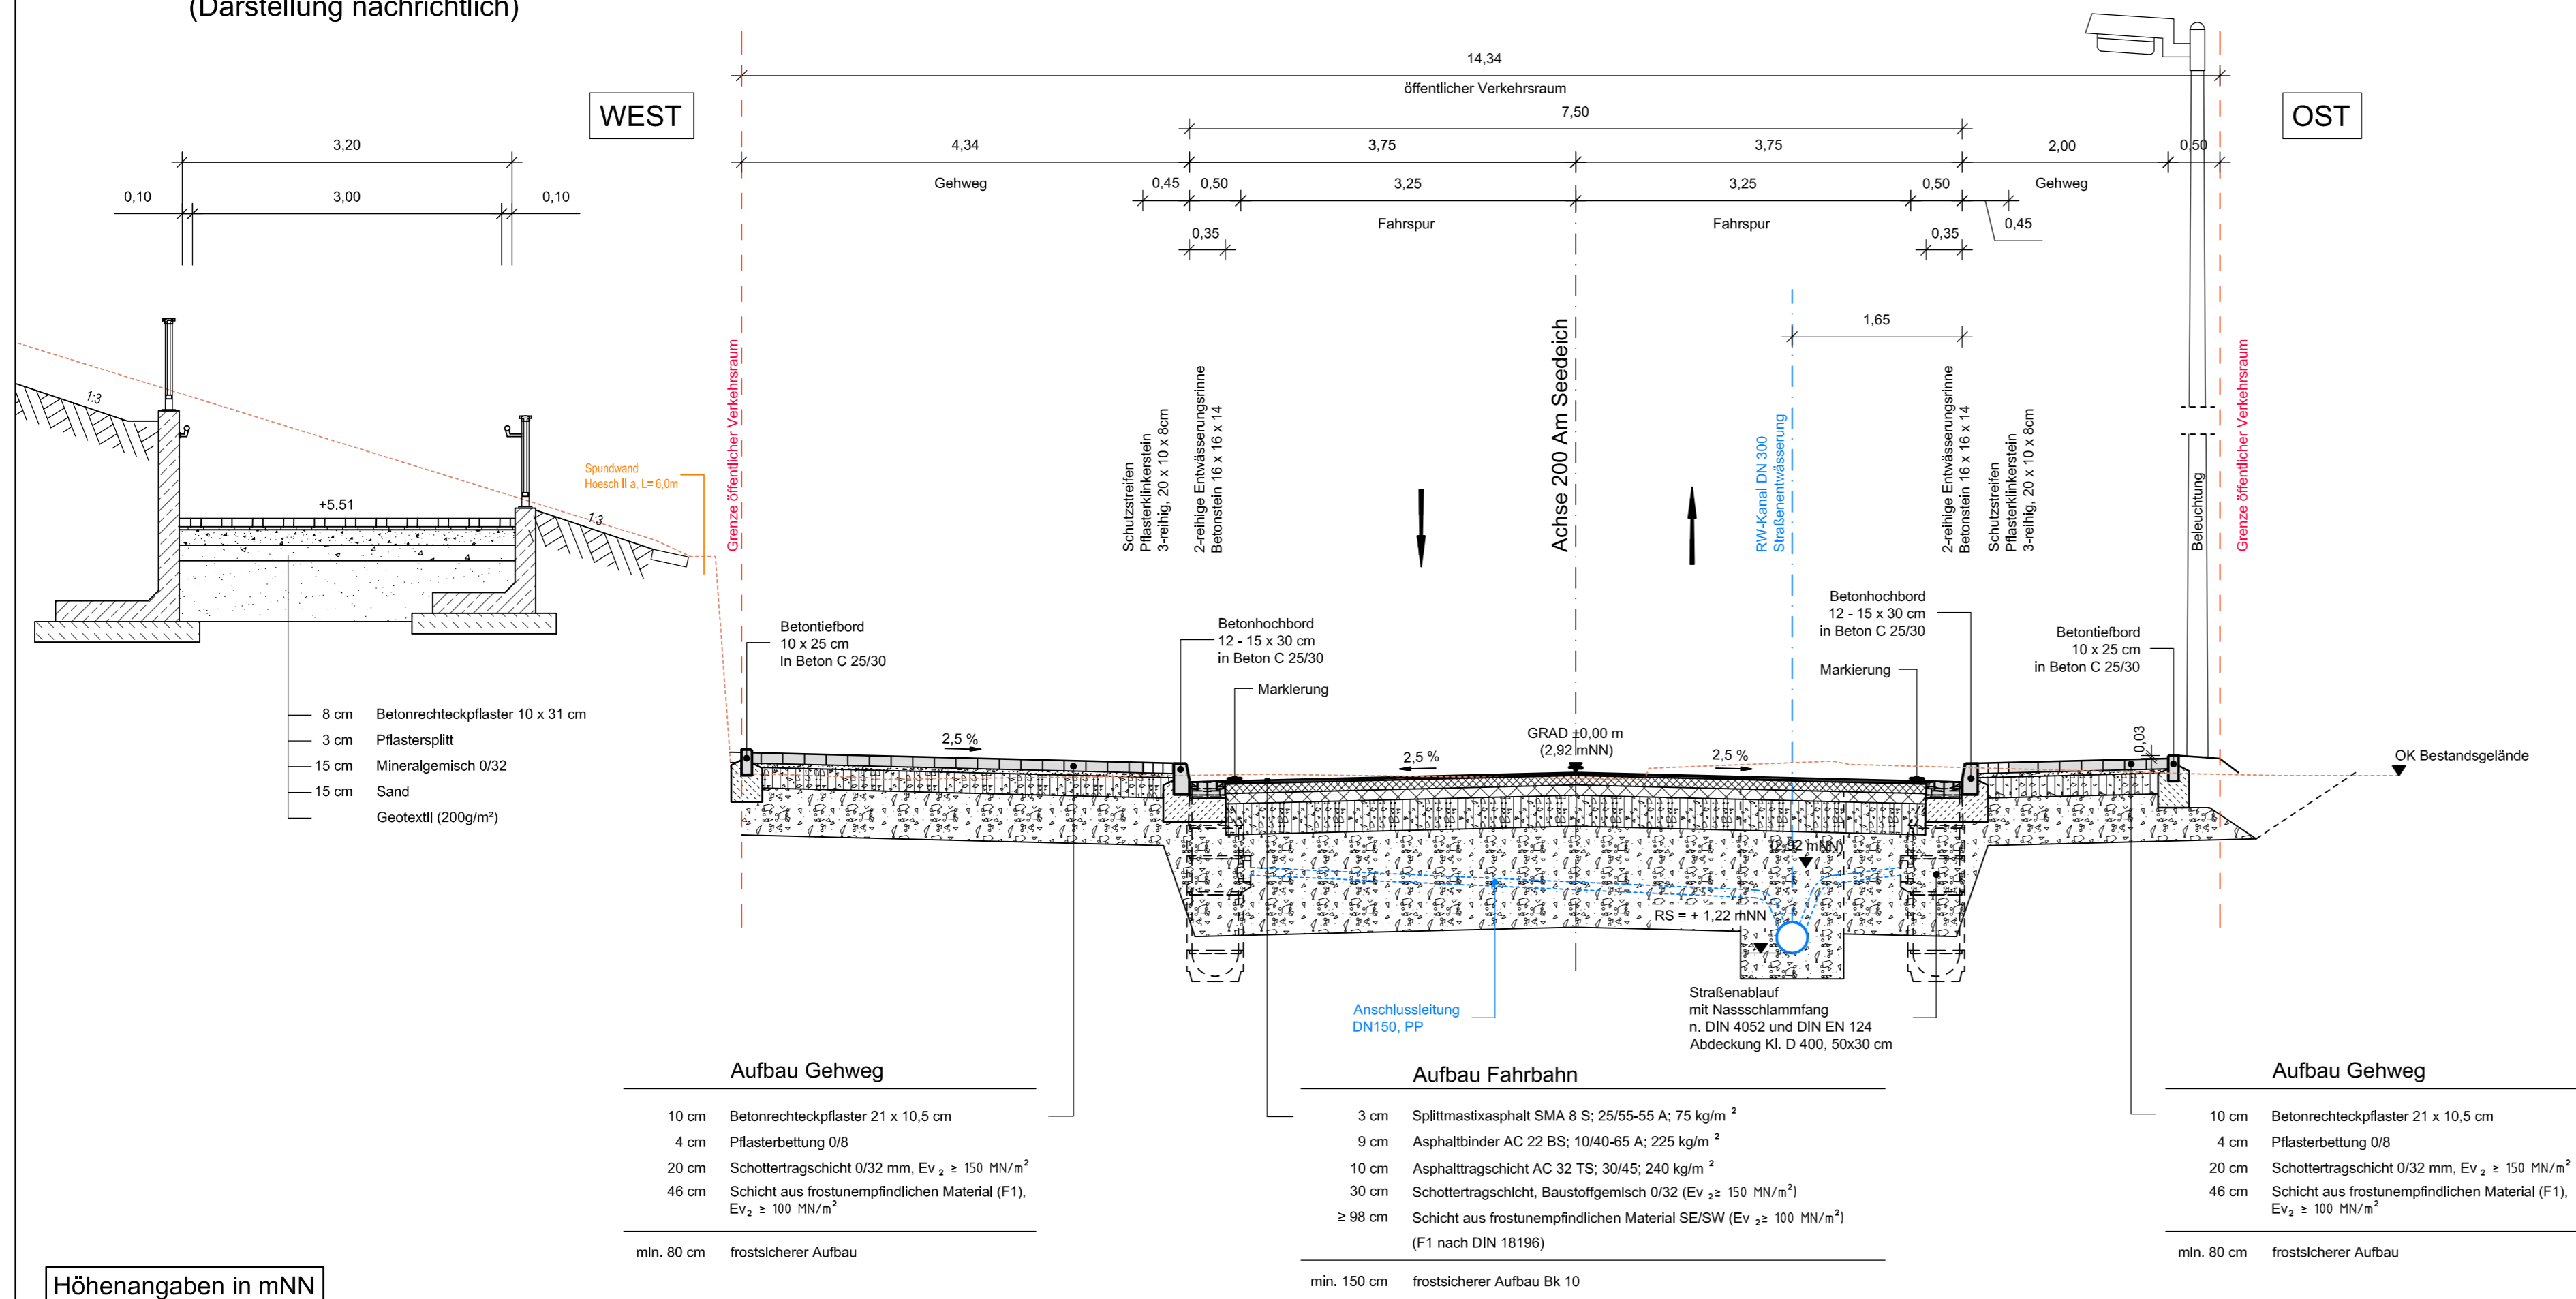 (Darstellung nachrichtlich)
WEST
OST
14,34
öffentlicher Verkehrsraum
7,50
3,20
4,34
3,75
3,75
2,00
0,50
0,10
3,00
0,10
Gehweg
0,45
0,50
3,25
3,25
0,50
Gehweg
0,35
Fahrspur
Fahrspur
0,35
0,45
1,65
1:3
+5.51
1:3
Spundwand
Hoesch II a, L= 6,0m
Grenze öffentlicher Verkehrsraum
Schutzstreifen
Pflasterklinkerstein
3-reihig, 20 x 10 x 8cm
2-reihige Entwässerungsrinne
Betonstein 16 x 16 x 14
Achse 200 Am Seedeich
RW-Kanal DN 300
Straßenentwässerung
2-reihige Entwässerungsrinne
Betonstein 16 x 16 x 14
Schutzstreifen
Pflasterklinkerstein
3-reihig, 20 x 10 x 8cm
Beleuchtung
Grenze öffentlicher Verkehrsraum
Betontiefbord
10 x 25 cm
in Beton C 25/30
Betonhochbord
12 - 15 x 30 cm
in Beton C 25/30
Markierung
Betonhochbord
12 - 15 x 30 cm
in Beton C 25/30
Markierung
Betontiefbord
10 x 25 cm
in Beton C 25/30
8 cm Betonrechteckpflaster 10 x 31 cm
3 cm Pflastersplitt
15 cm Mineralgemisch 0/32
15 cm Sand
Geotextil (200g/m²)
2,5 %
2,5 %
GRAD ±0,00 m
(2,92 mNN)
2,5 %
0,03
OK Bestandsgelände
(2,92 mNN)
RS = + 1,22 mNN
Anschlussleitung
DN150, PP
Straßenablauf
mit Nassschlammfang
n. DIN 4052 und DIN EN 124
Abdeckung Kl. D 400, 50x30 cm
Aufbau Gehweg
10 cm Betonrechteckpflaster 21 x 10,5 cm
4 cm Pflasterbettung 0/8
20 cm Schottertragschicht 0/32 mm, Ev₂ ≥ 150 MN/m²
46 cm Schicht aus frostunempfindlichen Material (F1),
Ev₂ ≥ 100 MN/m²
min. 80 cm frostsicherer Aufbau
Aufbau Fahrbahn
3 cm Splittmastixasphalt SMA 8 S; 25/55-55 A; 75 kg/m²
9 cm Asphaltbinder AC 22 BS; 10/40-65 A; 225 kg/m²
10 cm Asphalttragschicht AC 32 TS; 30/45; 240 kg/m²
30 cm Schottertragschicht, Baustoffgemisch 0/32 (Ev₂≥ 150 MN/m²)
≥ 98 cm Schicht aus frostunempfindlichen Material SE/SW (Ev₂≥ 100 MN/m²)
(F1 nach DIN 18196)
min. 150 cm frostsicherer Aufbau Bk 10
Aufbau Gehweg
10 cm Betonrechteckpflaster 21 x 10,5 cm
4 cm Pflasterbettung 0/8
20 cm Schottertragschicht 0/32 mm, Ev₂ ≥ 150 MN/m²
46 cm Schicht aus frostunempfindlichen Material (F1),
Ev₂ ≥ 100 MN/m²
min. 80 cm frostsicherer Aufbau
Höhenangaben in mNN